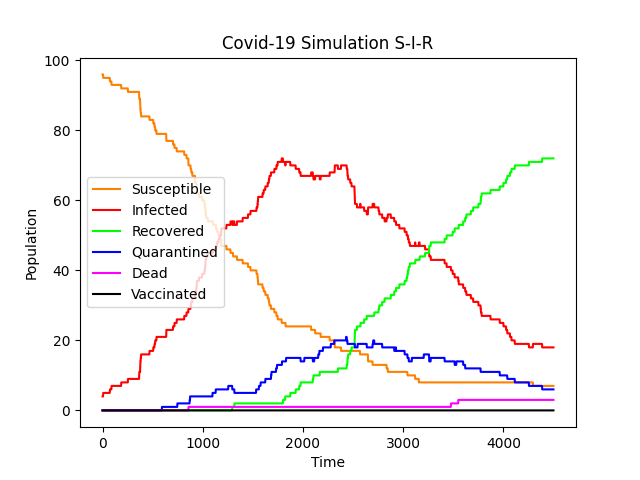 Covid-19 Simulation S-I-R
100
80
60
40
20
0
Population
Susceptible
Infected
Recovered
Quarantined
Dead
Vaccinated
0 1000 2000 3000 4000
Time